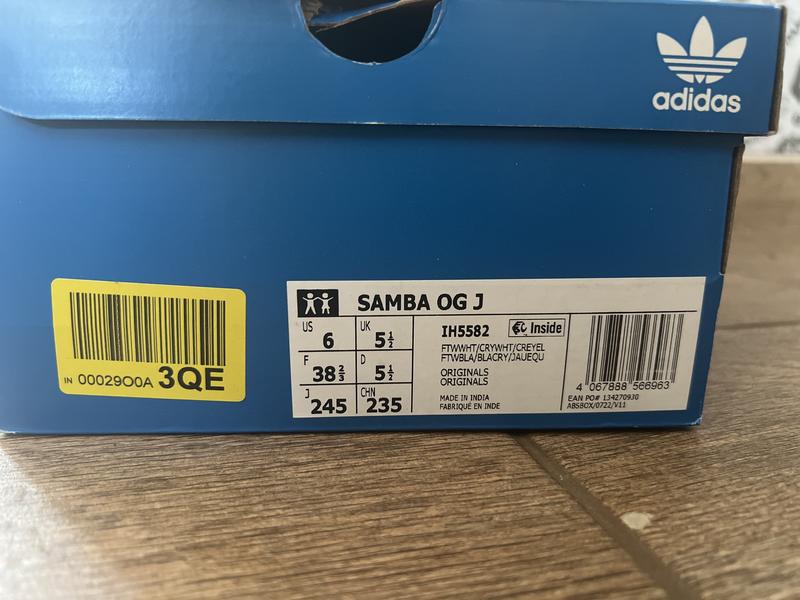 adidas
IN 00029O0A 3QE
SAMBA OG J
US 6 UK 5½
F 38⅔ D 5½
J 245 CHN 235
IH5582 Inside
FTWWHT/CRYWHT/CREYEL
FTWBLA/BLACRY/JAUEQU
ORIGINALS
ORIGINALS
MADE IN INDIA
FABRIQUÉ EN INDE
4 067888 566963
EAN PO# 134270930
ABSBOX/0722/V11